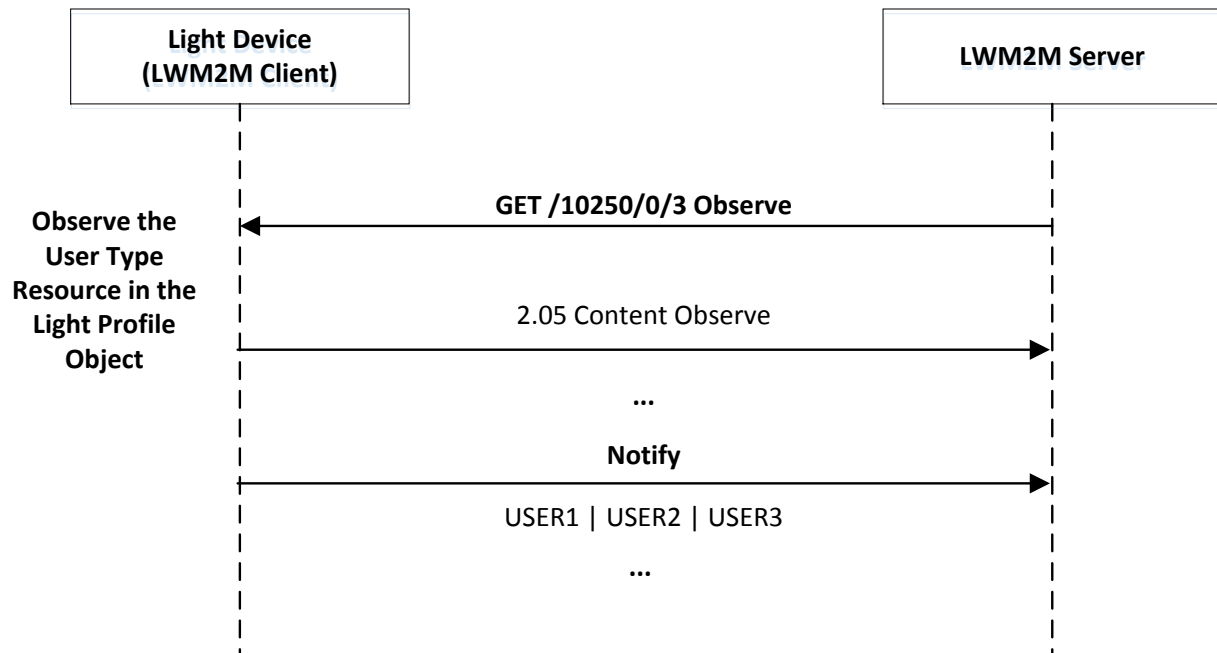 Light Device
(LWM2M Client)
LWM2M Server
GET /10250/0/3 Observe
Observe the
User Type
Resource in the
Light Profile
Object
2.05 Content Observe
...
Notify
USER1 | USER2 | USER3
...